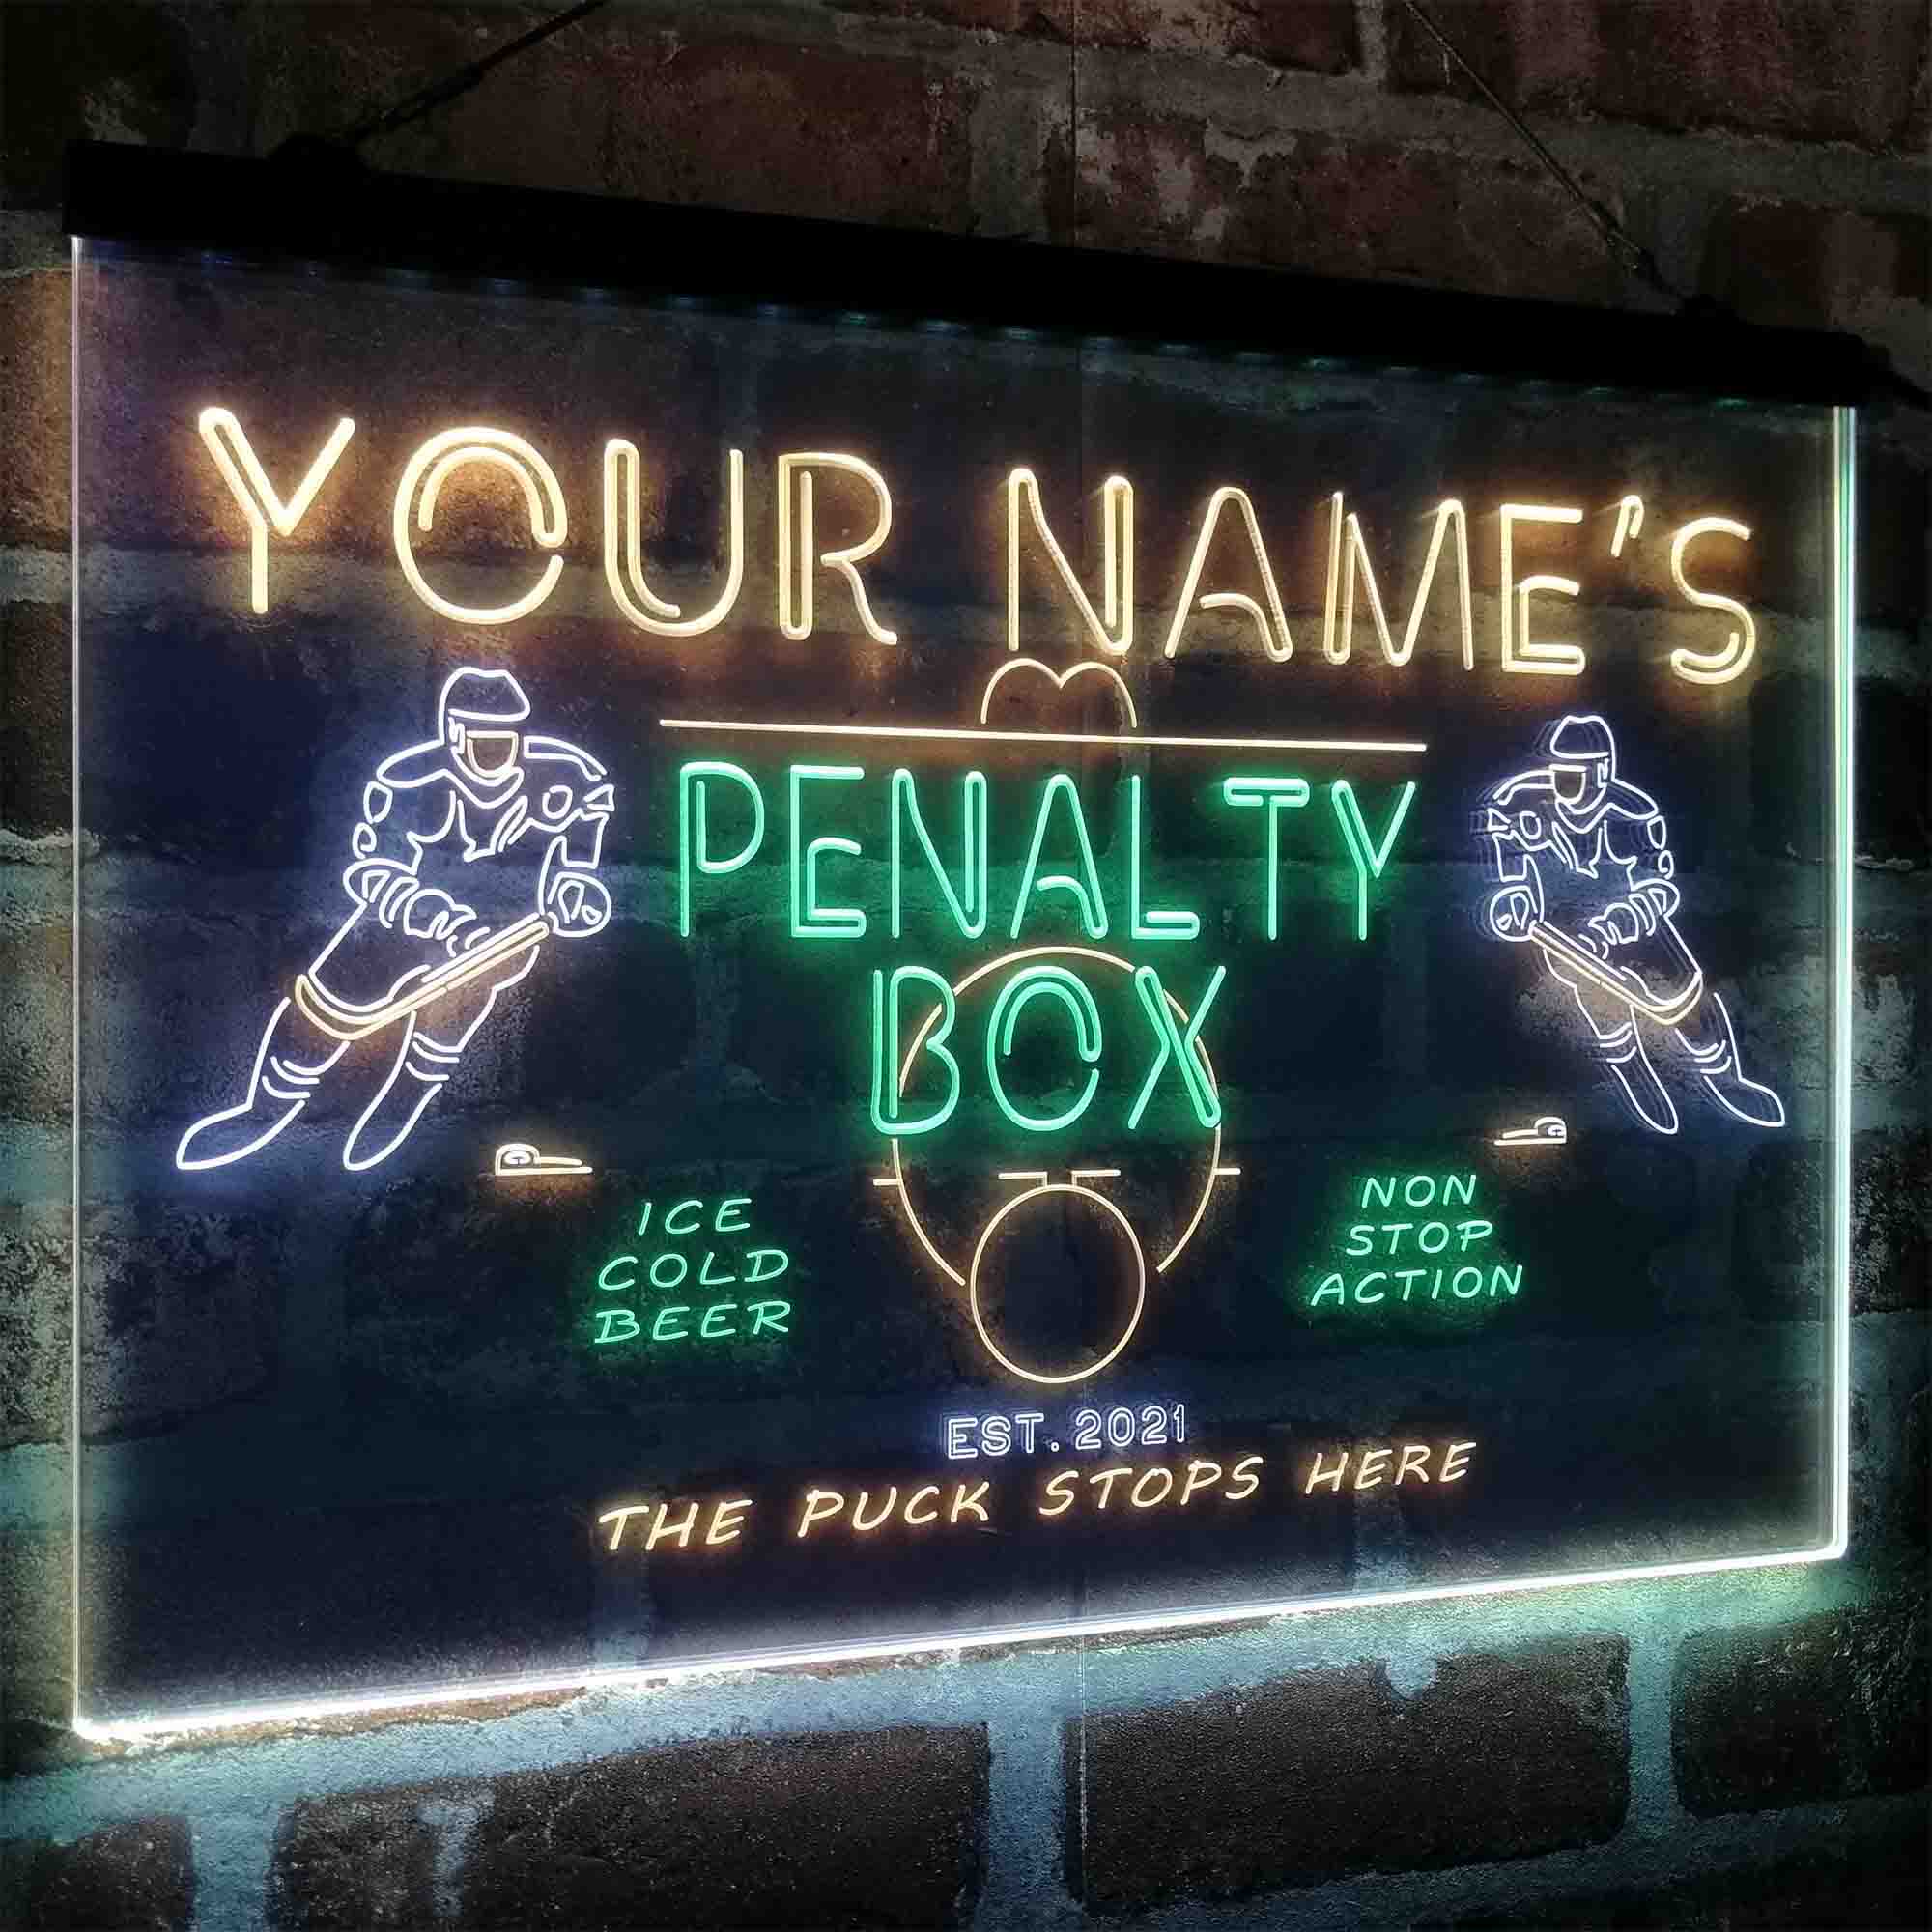 YOUR NAME'S
PENALTY
BOX
ICE
COLD
BEER
NON
STOP
ACTION
EST. 2021
THE PUCK STOPS HERE